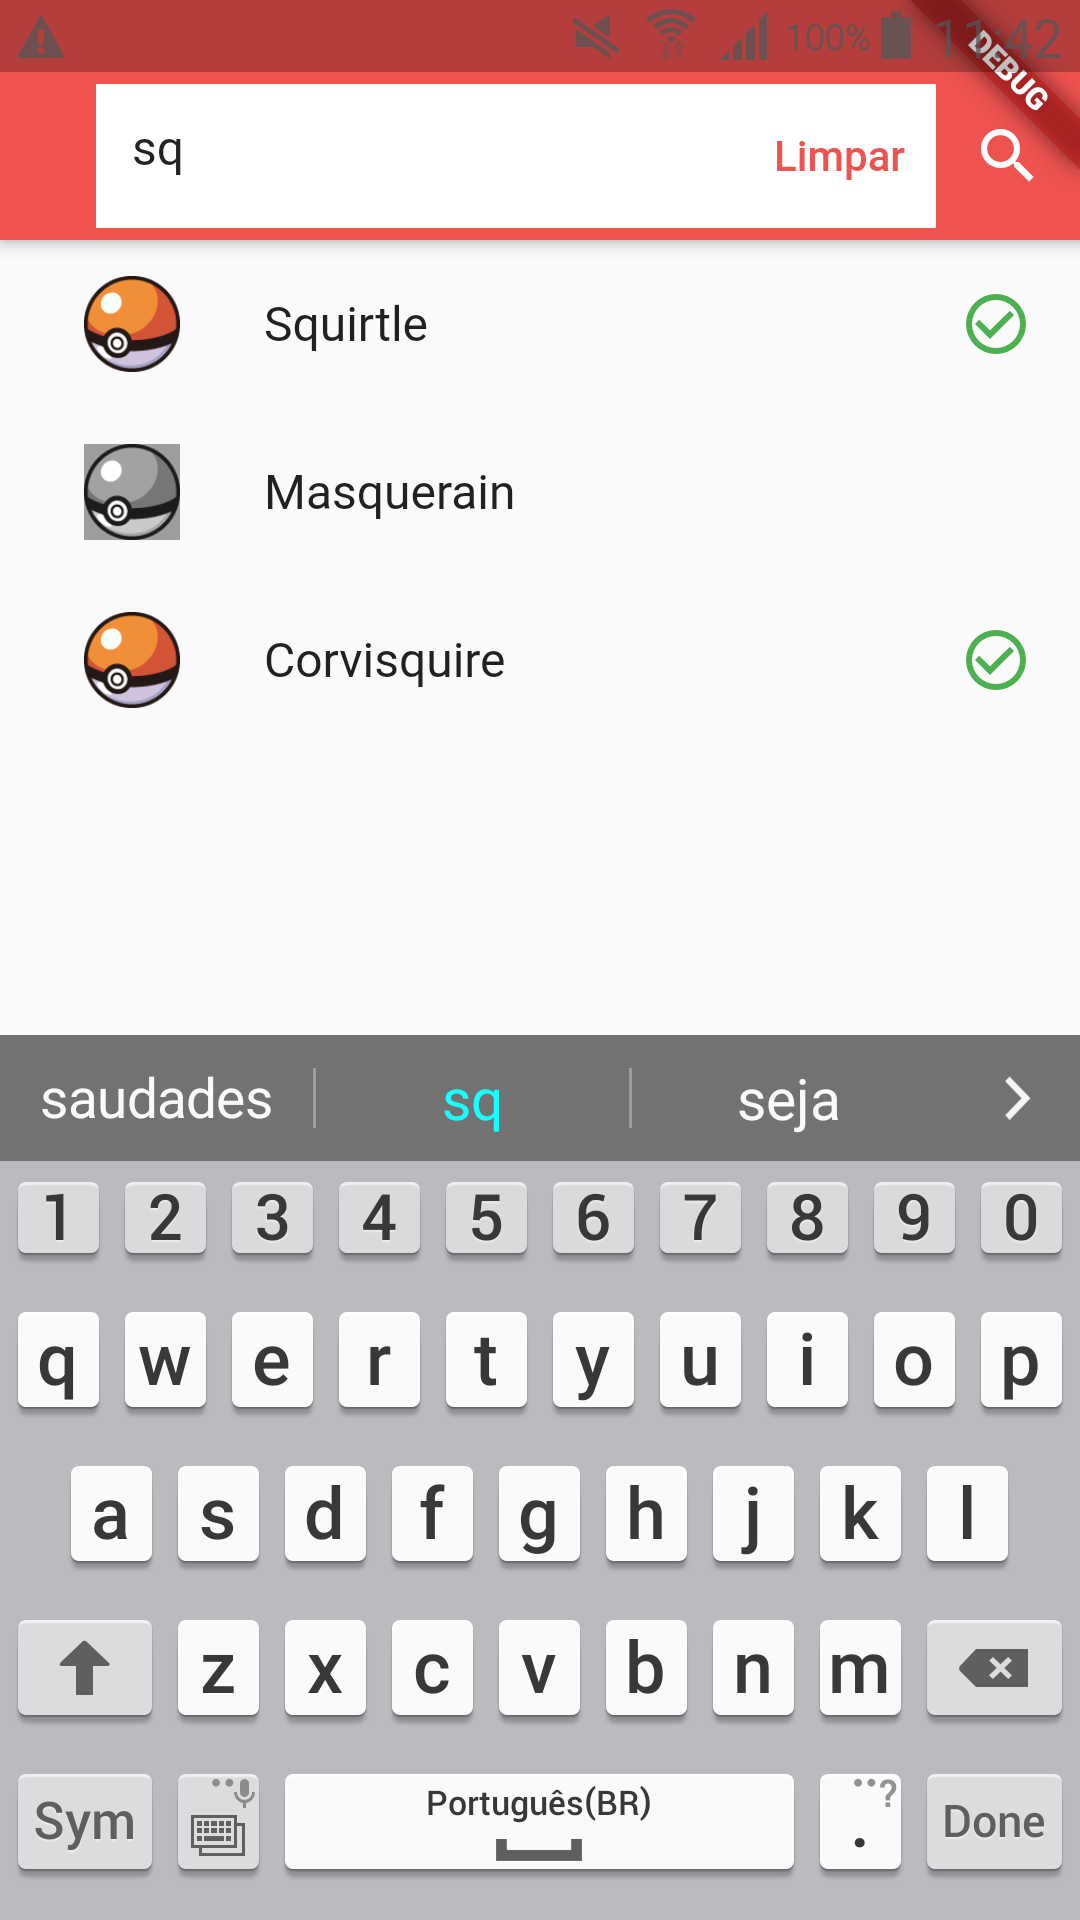 100% 11:42
DEBUG
sq Limpar
Squirtle
Masquerain
Corvisquire
saudades sq seja
1 2 3 4 5 6 7 8 9 0
q w e r t y u i o p
a s d f g h j k l
z x c v b n m
Sym Português(BR) . ? Done